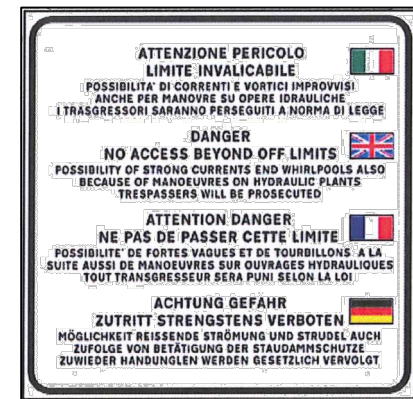 ATTENZIONE PERICOLO
LIMITE INVALICABILE
POSSIBILITA' DI CORRENTI E VORTICI IMPROVVISI
ANCHE PER MANOVRE SU OPERE IDRAULICHE
I TRASGRESSORI SARANNO PERSEGUITI A NORMA DI LEGGE
DANGER
NO ACCESS BEYOND OFF LIMITS
POSSIBILITY OF STRONG CURRENTS END WHIRLPOOLS ALSO
BECAUSE OF MANOEUVRES ON HYDRAULIC PLANTS
TRESPASSERS WILL BE PROSECUTED
ATTENTION DANGER
NE PAS DE PASSER CETTE LIMITE
POSSIBILITE' DE FORTES VAGUES ET DE TOURBILLONS A LA
SUITE AUSSI DE MANOEUVRES SUR OUVRAGES HYDRAULIQUES
TOUT TRANSGRESSEUR SERA PUNI SELON LA LOI
ACHTUNG GEFAHR
ZUTRITT STRENGSTENS VERBOTEN
MÖGLICHKEIT REISSENDE STRÖMUNG UND STRUDEL AUCH
ZUFOLGE VON BETÄTIGUNG DER STAUDAMMSCHUTZE
ZUWIEDER HANDUNGLEN WERDEN GESETZLICH VERVOLGT